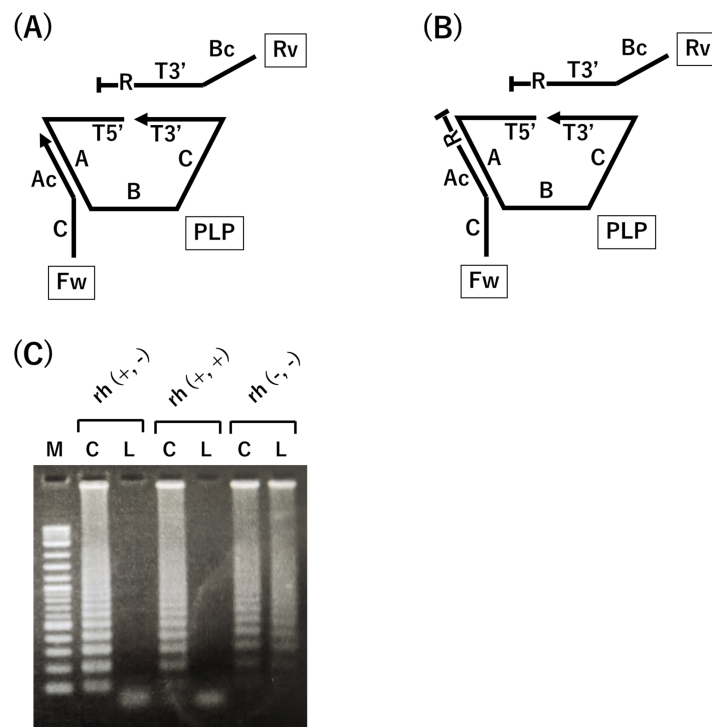 (A)
Bc
Rv
T3'
R
T5'
T3'
A
C
Ac
B
C
PLP
Fw
(B)
Bc
Rv
T3'
R
T5'
T3'
R
A
C
Ac
B
C
PLP
Fw
(C)
rh (+, -)
rh (+, +)
rh (-, -)
M C L C L C L